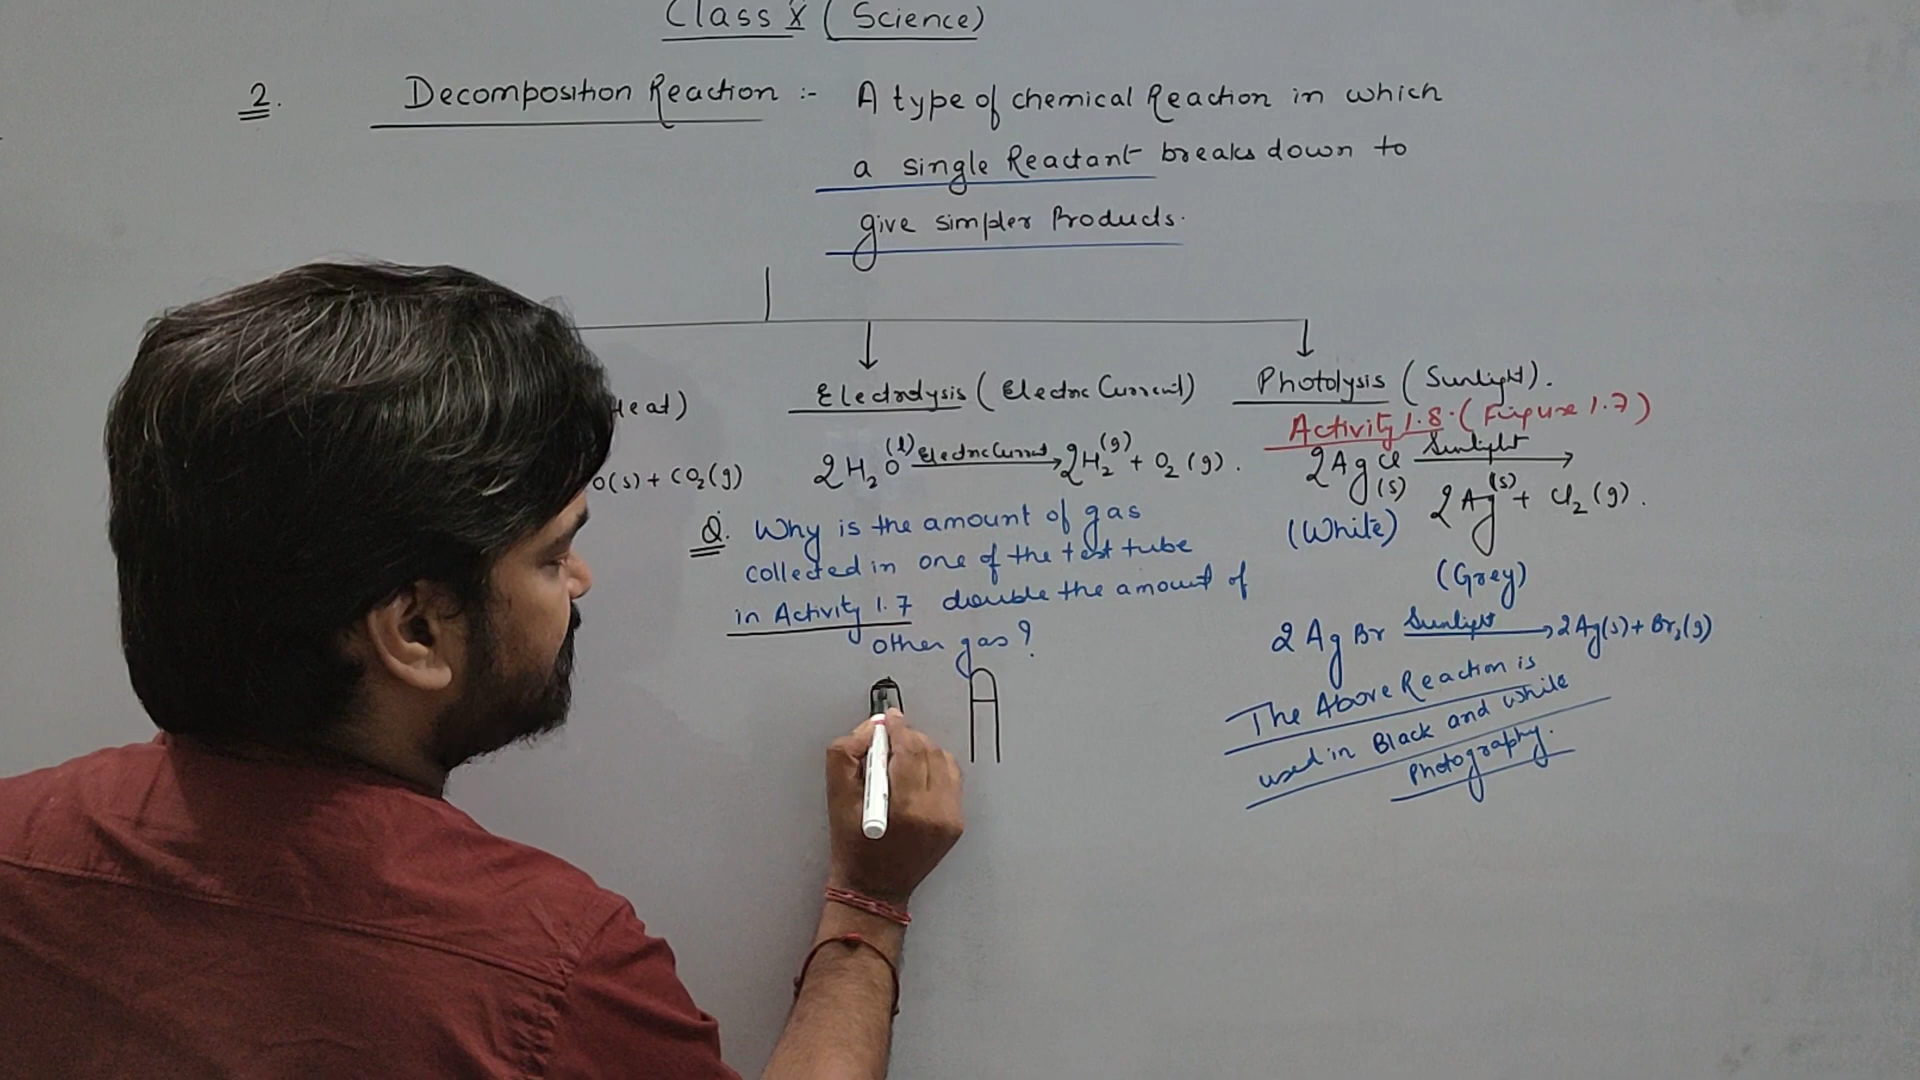 Class X (Science)
2. Decomposition Reaction :- A type of chemical Reaction in which
a single Reactant breaks down to
give simpler Products.
Heat)
O(s) + CO₂(g)
Electrolysis (Electric Current)
2H₂O(l) Electric Current → 2H₂(g) + O₂(g).
Q. Why is the amount of gas
collected in one of the test tube
in Activity 1.7 double the amount of
other gas?
Photolysis (Sunlight).
Activity 1.8. (Figure 1.7)
2AgCl(s) Sunlight →
2Ag(s) + Cl₂(g).
(White)
(Grey)
2AgBr Sunlight → 2Ag(s) + Br₂(g)
The Above Reaction is
used in Black and while
Photography.